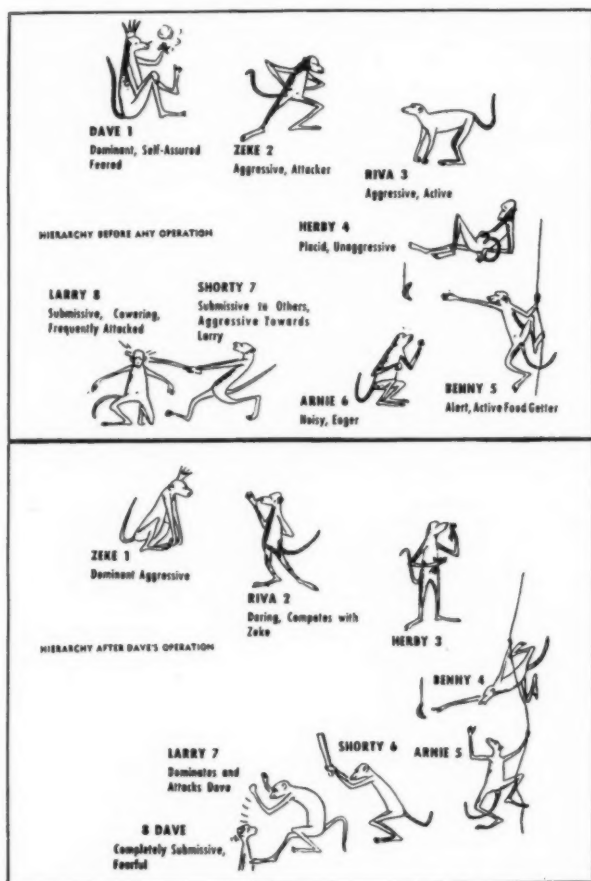 DAVE 1
Dominant, Self-Assured
Feared
ZEKE 2
Aggressive, Attacker
RIVA 3
Aggressive, Active
HIERARCHY BEFORE ANY OPERATION
HERBY 4
Placid, Unaggressive
LARRY 8
Submissive, Cowering,
Frequently Attacked
SHORTY 7
Submissive to Others,
Aggressive Towards
Larry
ARNIE 6
Noisy, Eager
BENNY 5
Alert, Active Food Getter
ZEKE 1
Dominant Aggressive
RIVA 2
Daring, Competes with
Zeke
HERBY 3
HIERARCHY AFTER DAVE'S OPERATION
BENNY 4
LARRY 7
Dominates and
Attacks Dave
SHORTY 6
ARNIE 5
8 DAVE
Completely Submissive,
Fearful